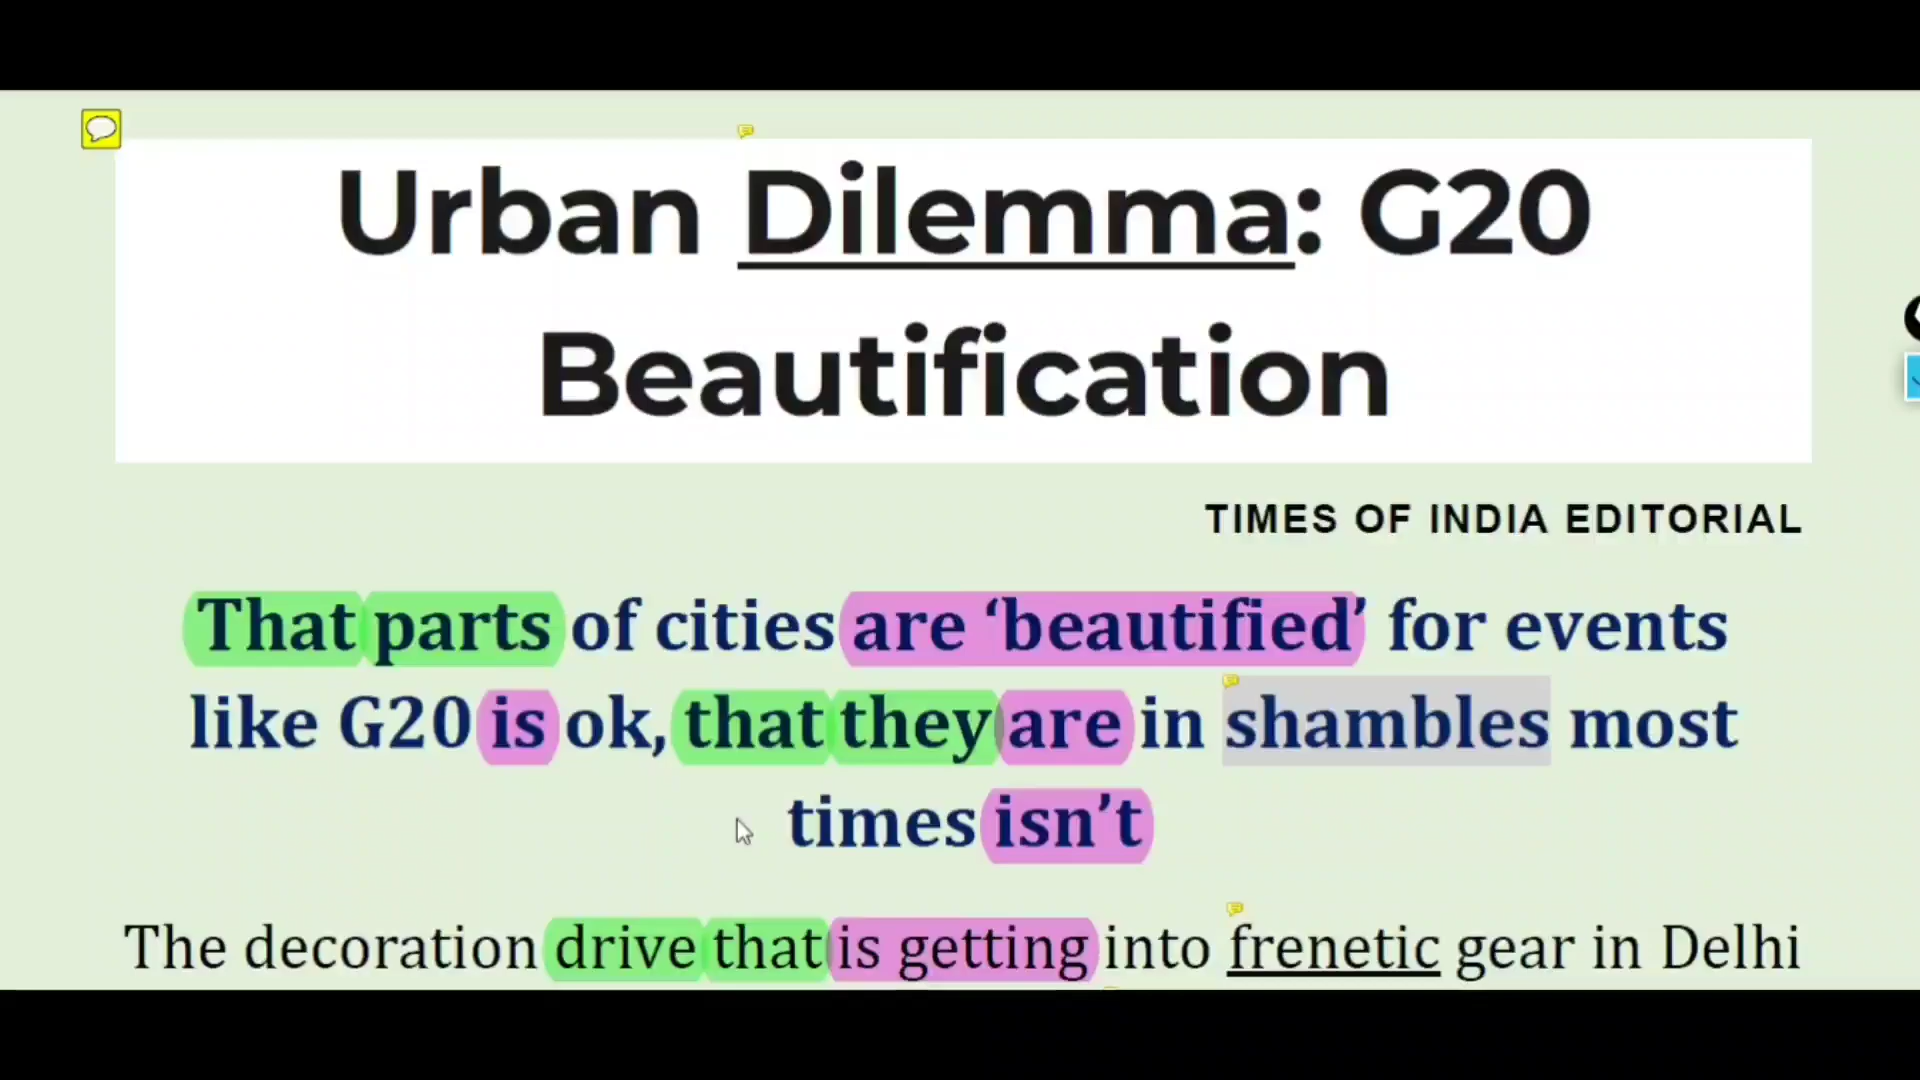 Urban Dilemma: G20
Beautification
TIMES OF INDIA EDITORIAL
That parts of cities are ‘beautified’ for events
like G20 is ok, that they are in shambles most
times isn’t
The decoration drive that is getting into frenetic gear in Delhi